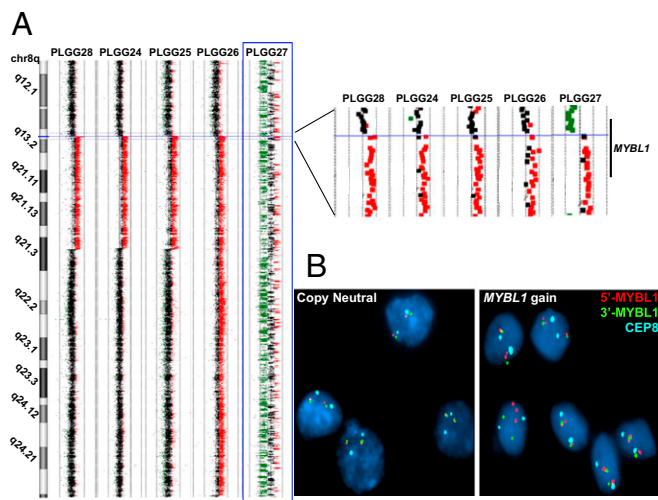 A
PLGG28 PLGG24 PLGG25 PLGG26 PLGG27
chr8q
q12.1
q13.2
q21.11
q21.13
q21.3
q22.2
q23.1
q23.3
q24.12
q24.21
PLGG28 PLGG24 PLGG25 PLGG26 PLGG27
MYBL1
B
Copy Neutral
MYBL1 gain
5'-MYBL1
3'-MYBL1
CEP8